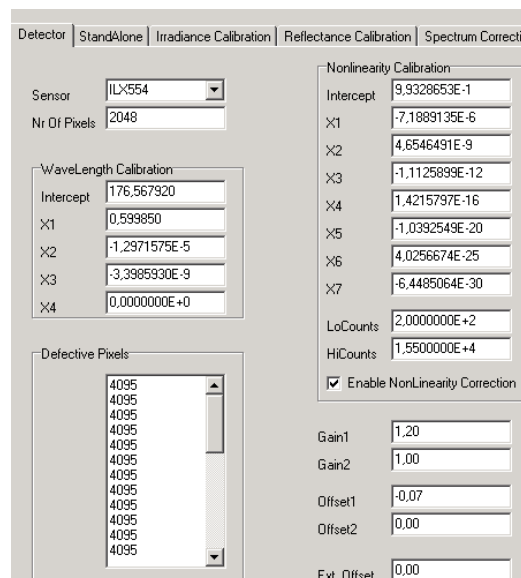 Detector StandAlone Irradiance Calibration Reflectance Calibration Spectrum Correcti
Sensor ILX554
Nr Of Pixels 2048
WaveLength Calibration
Intercept 176,567920
X1 0,599850
X2 -1,2971575E-5
X3 -3,3985930E-9
X4 0,0000000E+0
Defective Pixels
4095
4095
4095
4095
4095
4095
4095
4095
4095
4095
4095
4095
Nonlinearity Calibration
Intercept 9,9328653E-1
X1 -7,1889135E-6
X2 4,6546491E-9
X3 -1,1125899E-12
X4 1,4215797E-16
X5 -1,0392549E-20
X6 4,0256674E-25
X7 -6,4485064E-30
LoCounts 2,0000000E+2
HiCounts 1,5500000E+4
Enable NonLinearity Correction
Gain1 1,20
Gain2 1,00
Offset1 -0,07
Offset2 0,00
Ext. Offset 0,00